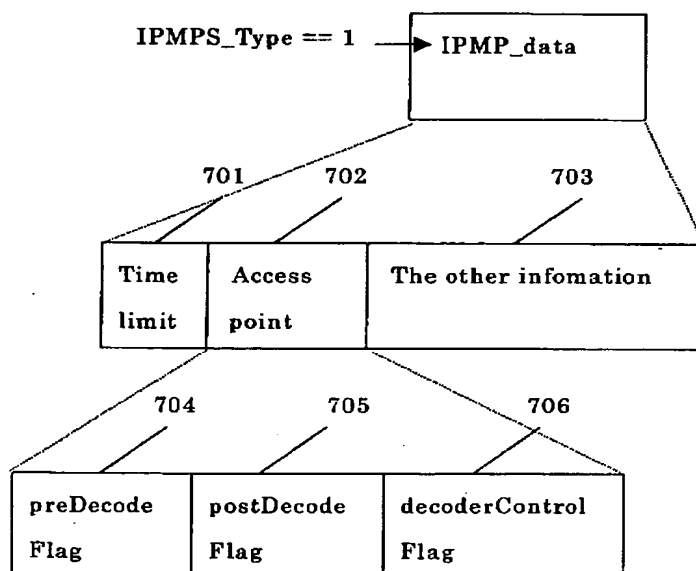 IPMPS_Type == 1
IPMP_data
701
702
703
Time
limit
Access
point
The other infomation
704
705
706
preDecode
Flag
postDecode
Flag
decoderControl
Flag